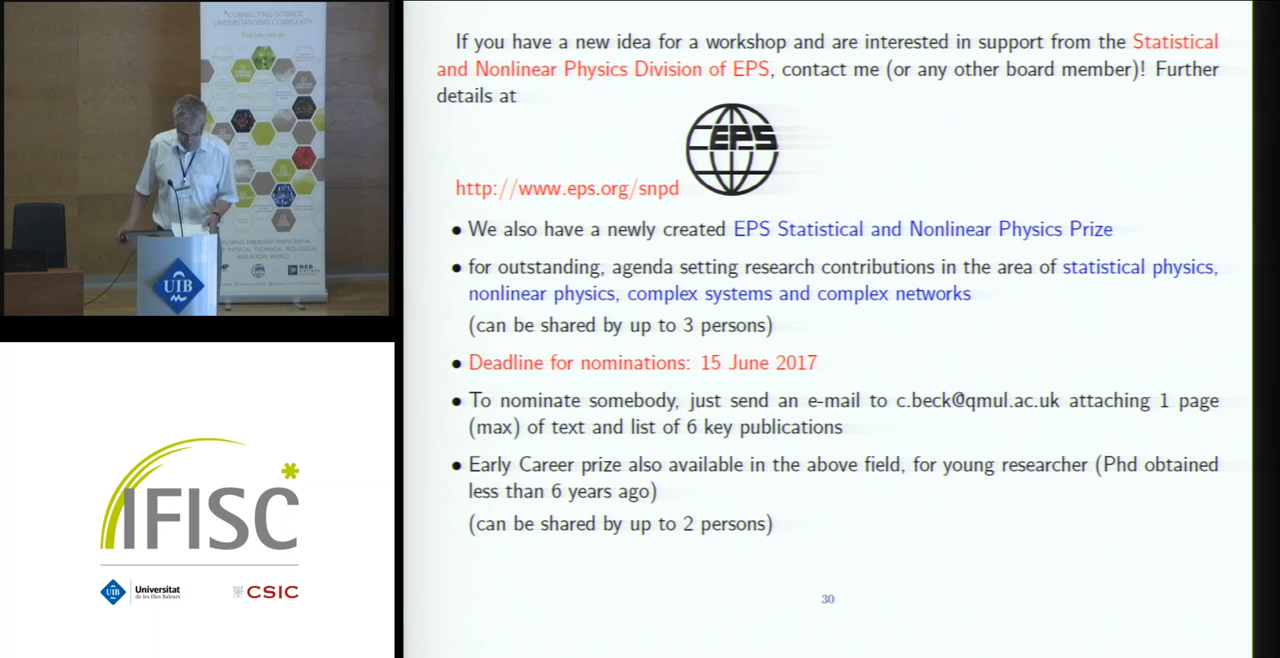 *CONNECTING SCIENCE
UNDERSTANDING COMPLEXITY
UIB
IFISC*
UIB
Universitat
de les Illes Balears
CSIC
If you have a new idea for a workshop and are interested in support from the Statistical
and Nonlinear Physics Division of EPS, contact me (or any other board member)! Further
details at
EPS
http://www.eps.org/snpd
• We also have a newly created EPS Statistical and Nonlinear Physics Prize
• for outstanding, agenda setting research contributions in the area of statistical physics,
nonlinear physics, complex systems and complex networks
(can be shared by up to 3 persons)
• Deadline for nominations: 15 June 2017
• To nominate somebody, just send an e-mail to c.beck@qmul.ac.uk attaching 1 page
(max) of text and list of 6 key publications
• Early Career prize also available in the above field, for young researcher (Phd obtained
less than 6 years ago)
(can be shared by up to 2 persons)
30